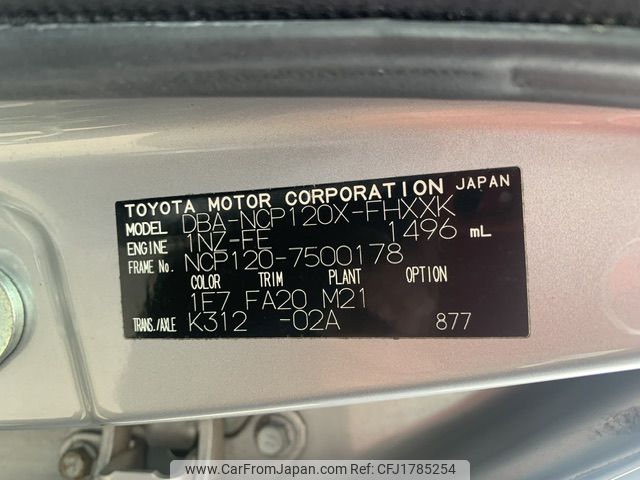 TOYOTA MOTOR CORPORATION JAPAN
MODEL DBA-NCP120X-FHXXK
ENGINE 1NZ-FE 1496 mL
FRAME No. NCP120-7500178
COLOR TRIM PLANT OPTION
1E7 FA20 M21
TRANS./AXLE K312 -02A 877
www.CarFromJapan.com CFJ1785254